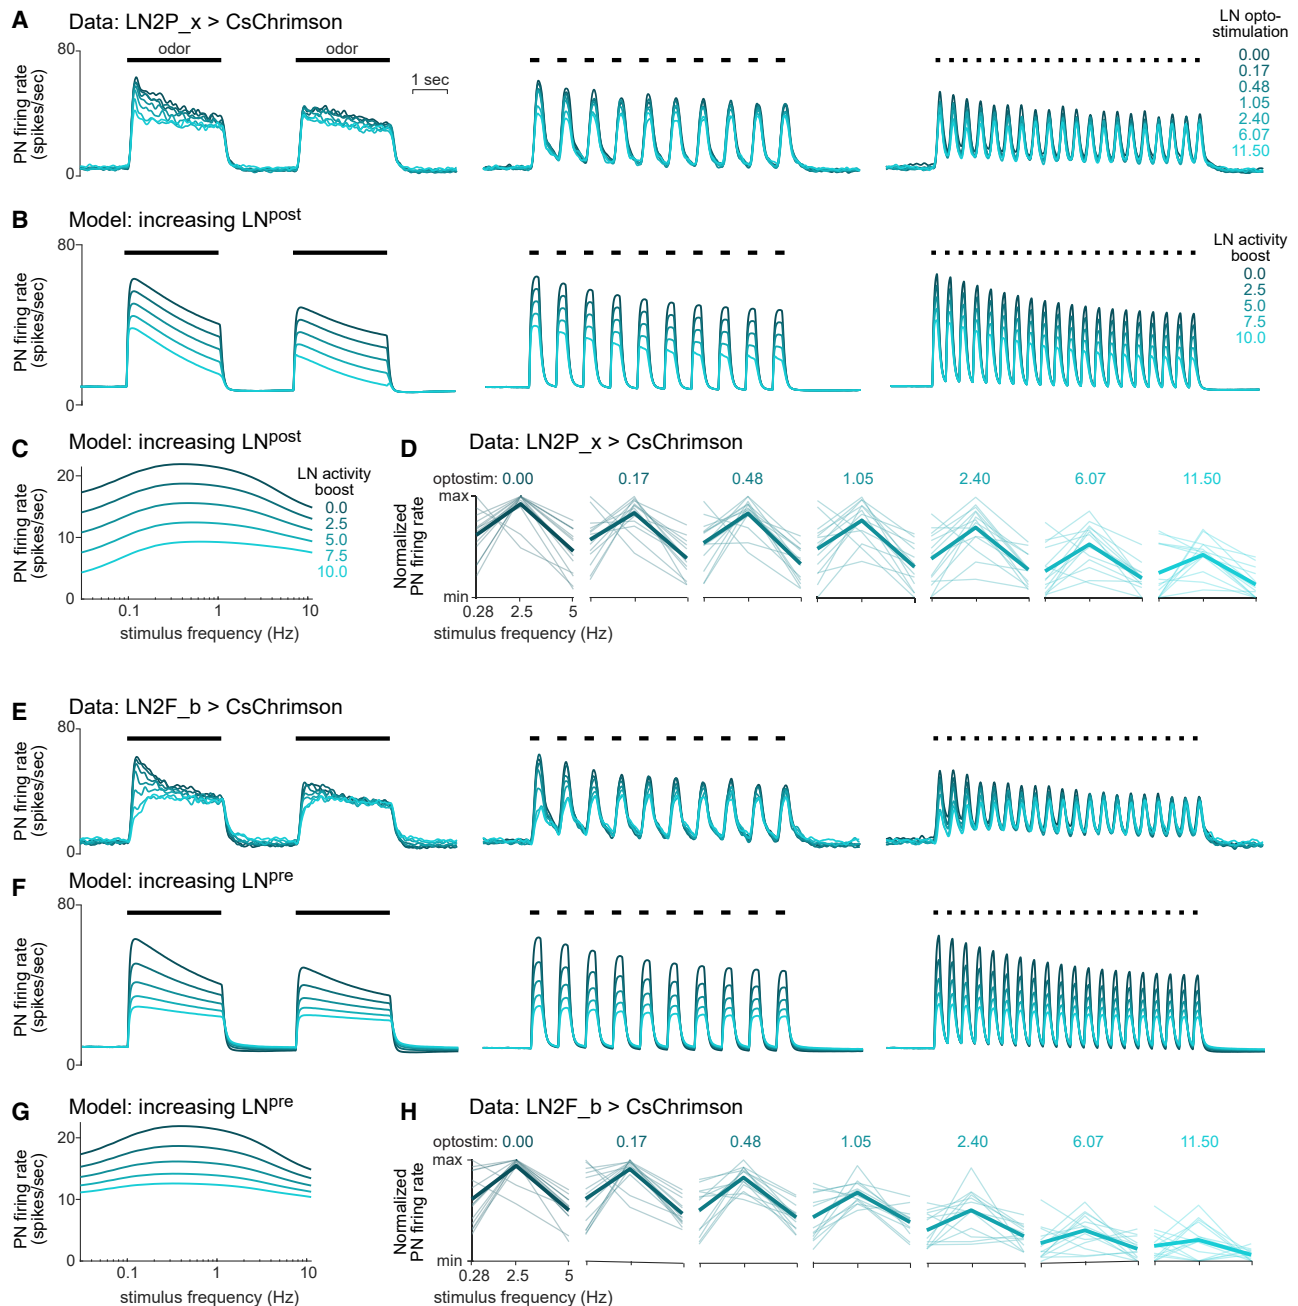 A Data: LN2P_x > CsChrimson
LN opto-
stimulation
0.00
0.17
0.48
1.05
2.40
6.07
11.50
80
0
PN firing rate
(spikes/sec)
odor
odor
1 sec
B Model: increasing LNpost
80
0
PN firing rate
(spikes/sec)
LN activity
boost
0.0
2.5
5.0
7.5
10.0
C Model: increasing LNpost
20
10
0
PN firing rate
(spikes/sec)
LN activity
boost
0.0
2.5
5.0
7.5
10.0
0.1 1 10
stimulus frequency (Hz)
D Data: LN2P_x > CsChrimson
optostim: 0.00 0.17 0.48 1.05 2.40 6.07 11.50
max
min
Normalized
PN firing rate
0.28 2.5 5
stimulus frequency (Hz)
E Data: LN2F_b > CsChrimson
80
0
PN firing rate
(spikes/sec)
F Model: increasing LNpre
80
0
PN firing rate
(spikes/sec)
G Model: increasing LNpre
20
10
0
PN firing rate
(spikes/sec)
0.1 1 10
stimulus frequency (Hz)
H Data: LN2F_b > CsChrimson
optostim: 0.00 0.17 0.48 1.05 2.40 6.07 11.50
max
min
Normalized
PN firing rate
0.28 2.5 5
stimulus frequency (Hz)